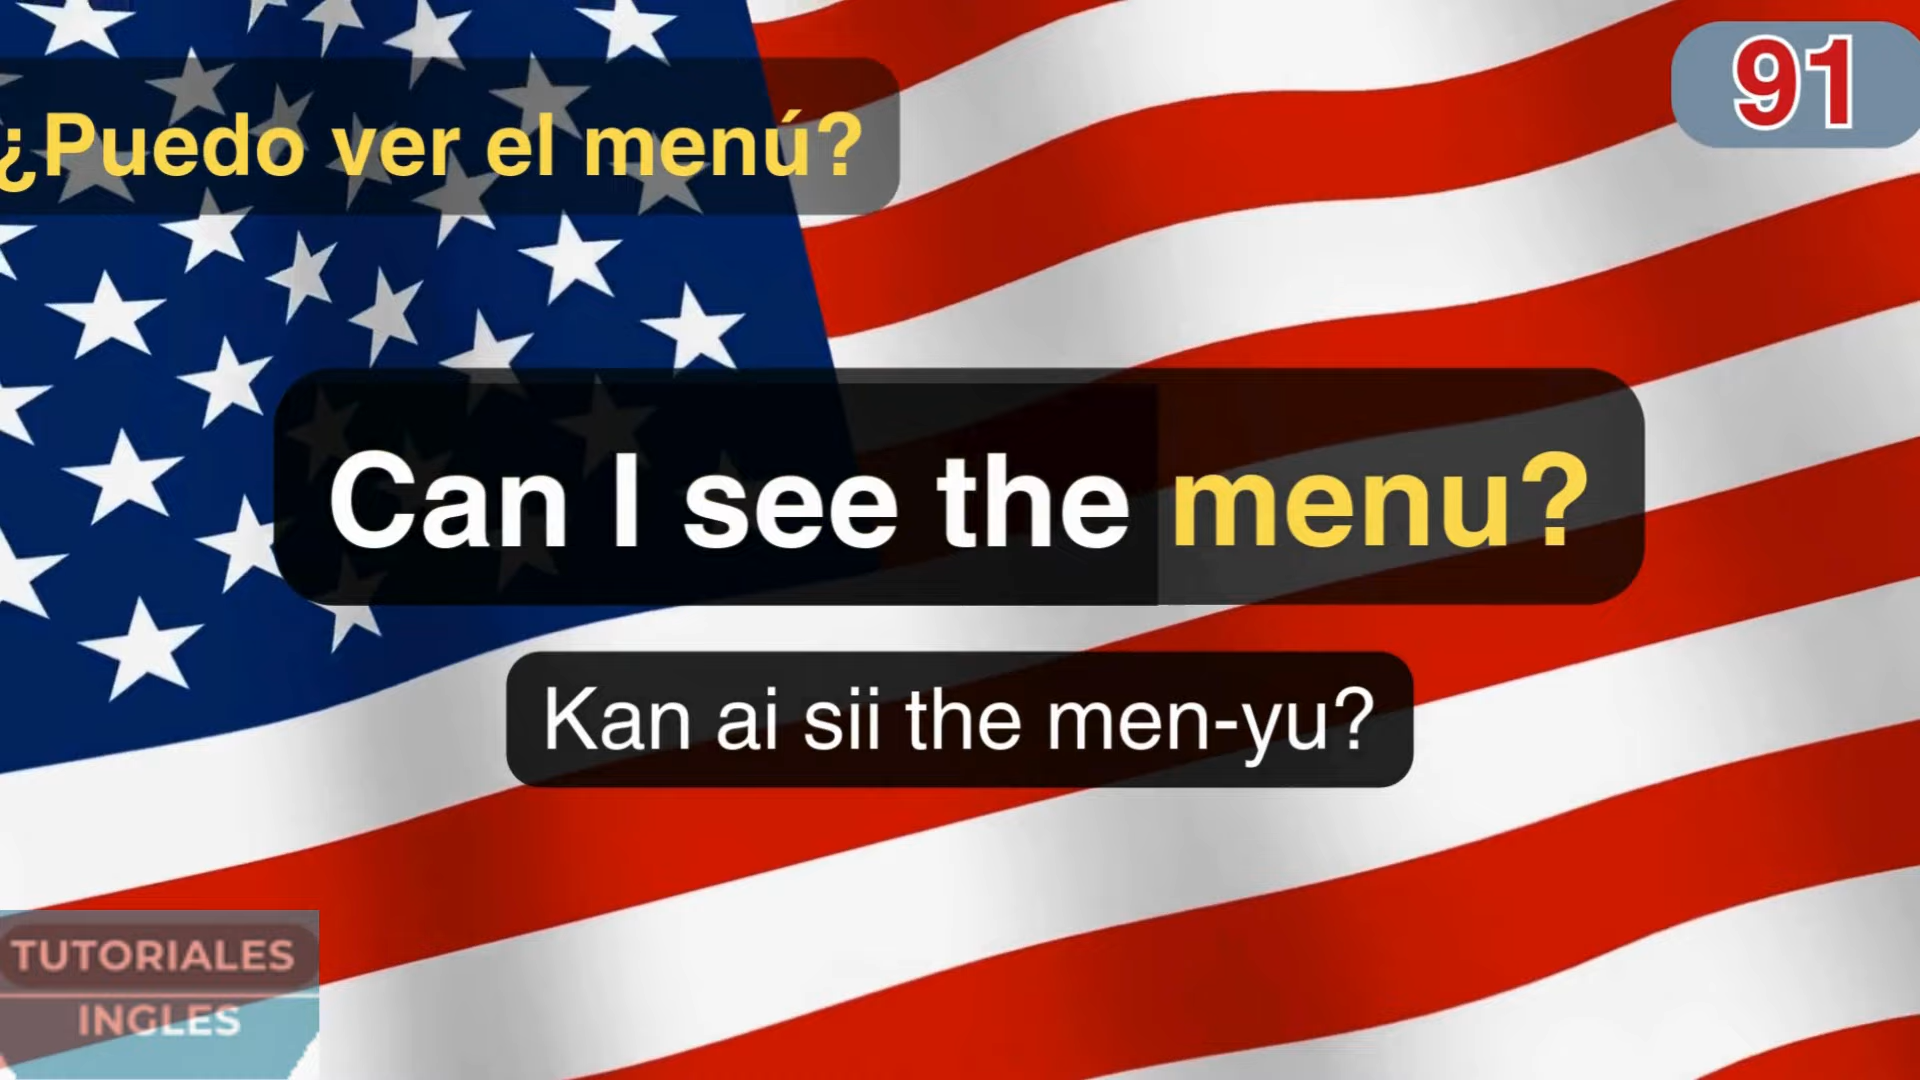 ¿Puedo ver el menú?
91
Can I see the menu?
Kan ai sii the men-yu?
TUTORIALES
INGLES